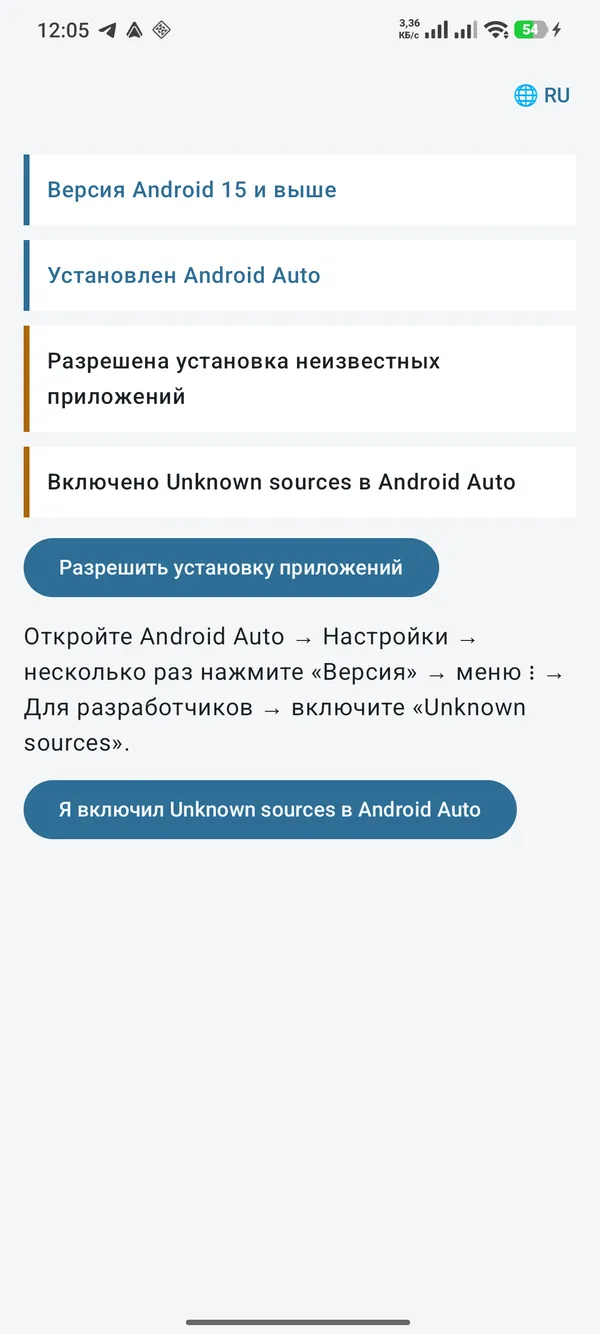 12:05
3,36
КБ/с
54
RU
Версия Android 15 и выше
Установлен Android Auto
Разрешена установка неизвестных
приложений
Включено Unknown sources в Android Auto
Разрешить установку приложений
Откройте Android Auto → Настройки →
несколько раз нажмите «Версия» → меню ⋮ →
Для разработчиков → включите «Unknown
sources».
Я включил Unknown sources в Android Auto